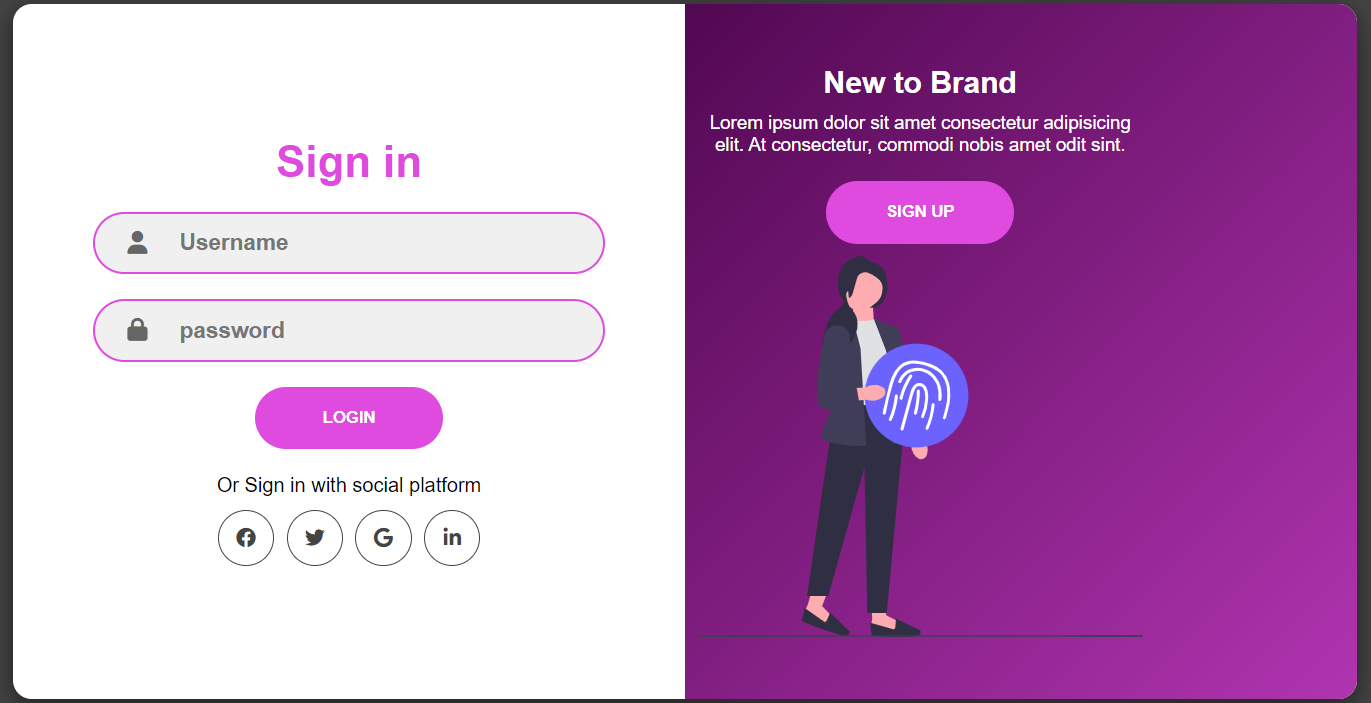 Sign in
Username
password
LOGIN
Or Sign in with social platform
New to Brand
Lorem ipsum dolor sit amet consectetur adipisicing
elit. At consectetur, commodi nobis amet odit sint.
SIGN UP